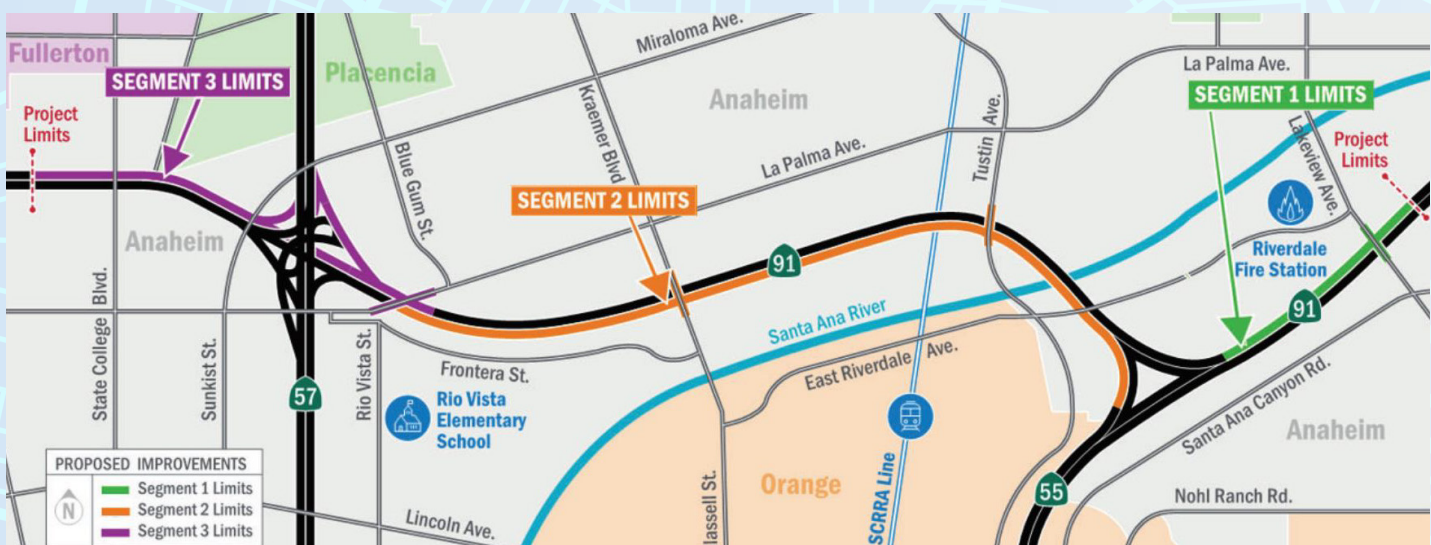 Miraloma Ave.
Fullerton
SEGMENT 3 LIMITS
Placencia
La Palma Ave.
Project
Limits
Kraemer Blvd.
Anaheim
SEGMENT 1 LIMITS
Tustin Ave.
Lakeview Ave.
Project
Limits
Blue Gum St.
La Palma Ave.
SEGMENT 2 LIMITS
Anaheim
Riverdale
Fire Station
91
State College Blvd.
Sunkist St.
Rio Vista St.
Santa Ana River
91
East Riverdale Ave.
Frontera St.
57
Rio Vista
Elementary
School
Santa Ana Canyon Rd.
Anaheim
PROPOSED IMPROVEMENTS
N
Segment 1 Limits
Segment 2 Limits
Segment 3 Limits
Lincoln Ave.
lassell St.
Orange
SCRRA Line
55
Nohl Ranch Rd.